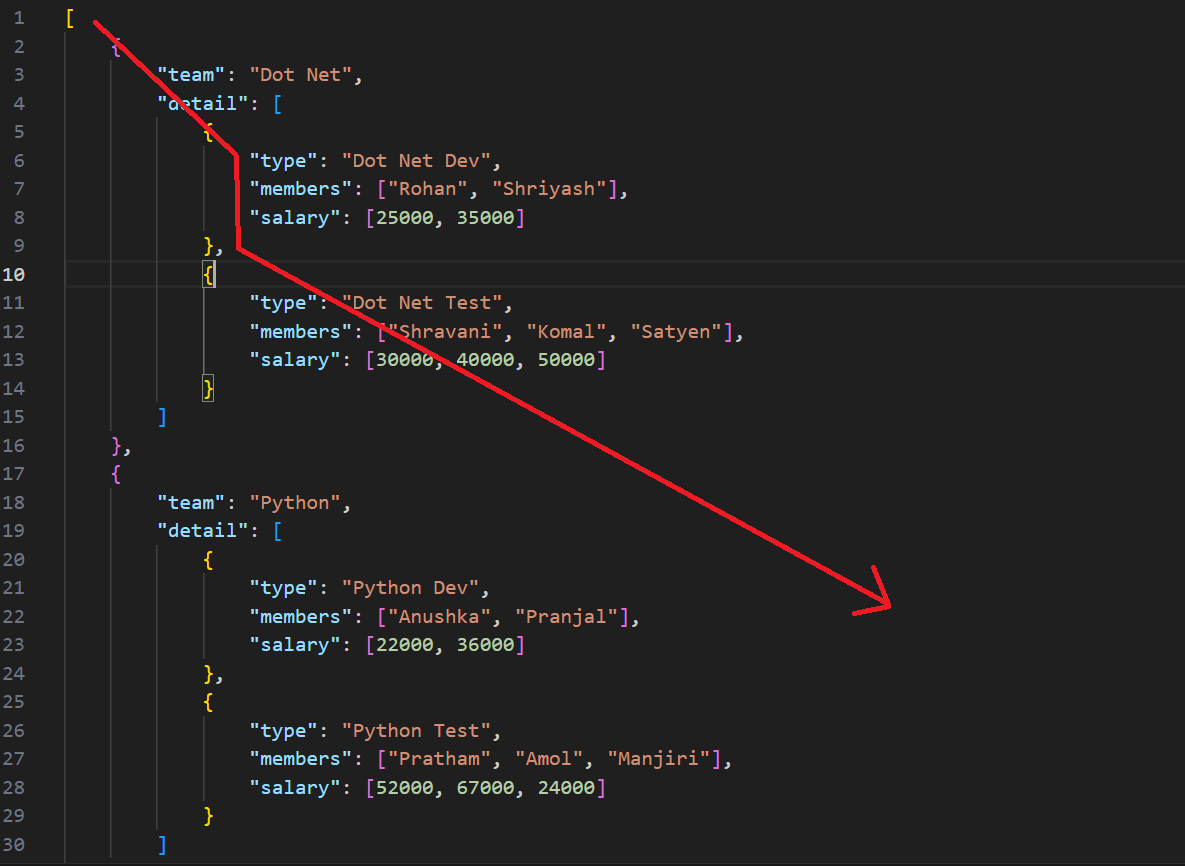 1 [
2 {
3 "team": "Dot Net",
4 "detail": [
5 {
6 "type": "Dot Net Dev",
7 "members": ["Rohan", "Shriyash"],
8 "salary": [25000, 35000]
9 },
10 {
11 "type": "Dot Net Test",
12 "members": ["Shravani", "Komal", "Satyen"],
13 "salary": [30000, 40000, 50000]
14 }
15 ]
16 },
17 {
18 "team": "Python",
19 "detail": [
20 {
21 "type": "Python Dev",
22 "members": ["Anushka", "Pranjal"],
23 "salary": [22000, 36000]
24 },
25 {
26 "type": "Python Test",
27 "members": ["Pratham", "Amol", "Manjiri"],
28 "salary": [52000, 67000, 24000]
29 }
30 ]